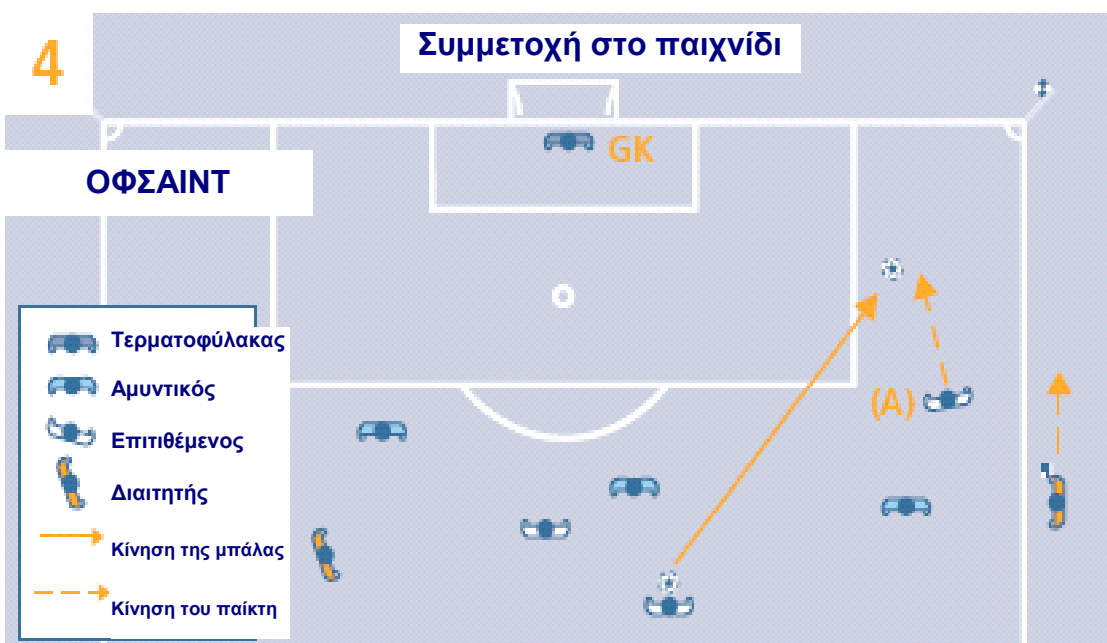 4
Συμμετοχή στο παιχνίδι
GK
ΟΦΣΑΙΝΤ
(A)
Τερματοφύλακας
Αμυντικός
Επιτιθέμενος
Διαιτητής
Κίνηση της μπάλας
Κίνηση του παίκτη